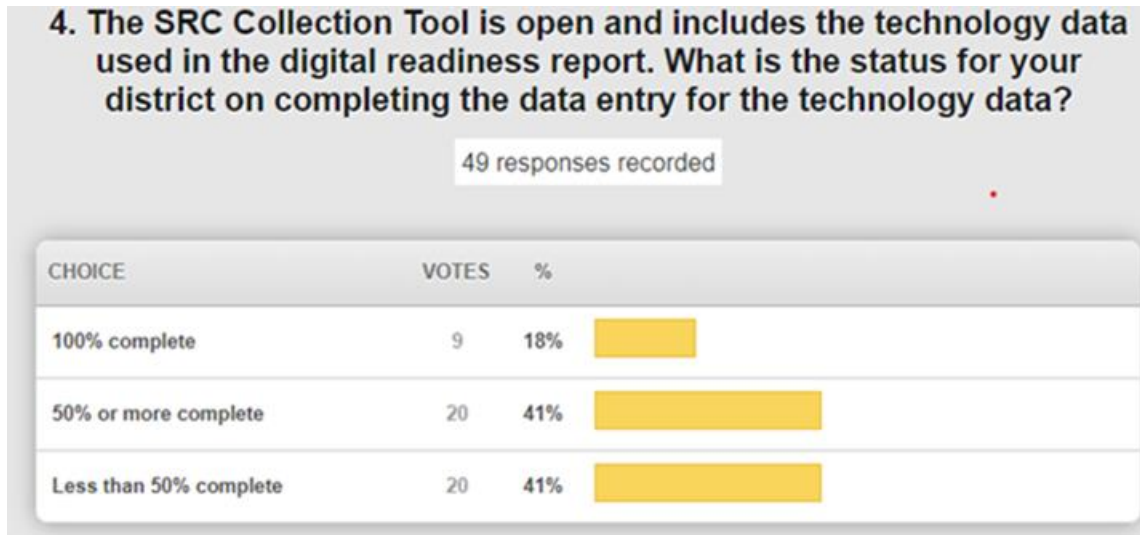 4. The SRC Collection Tool is open and includes the technology data
used in the digital readiness report. What is the status for your
district on completing the data entry for the technology data?
49 responses recorded
CHOICE VOTES %
100% complete 9 18%
50% or more complete 20 41%
Less than 50% complete 20 41%